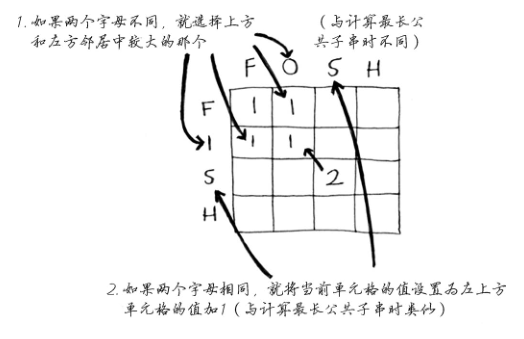 1. 如果两个字母不同，就选择上方
和左方邻居中较大的那个
（与计算最长公
共子串时不同）
F O S H
F 1 1
I 1 1
S 2
H
2. 如果两个字母相同，就将当前单元格的值设置为左上方
单元格的值加1（与计算最长公共子串时类似）